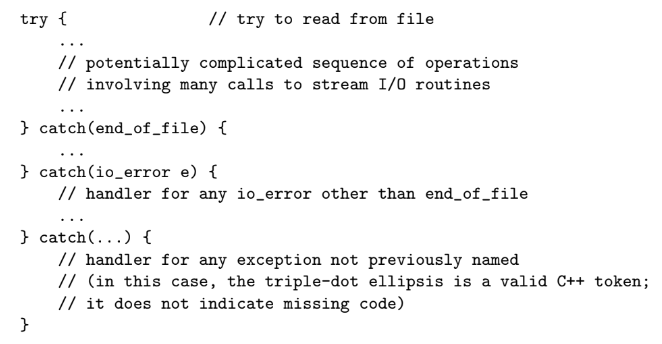 try {                // try to read from file
    ...
    // potentially complicated sequence of operations
    // involving many calls to stream I/O routines
    ...
} catch(end_of_file) {
    ...
} catch(io_error e) {
    // handler for any io_error other than end_of_file
    ...
} catch(...) {
    // handler for any exception not previously named
    // (in this case, the triple-dot ellipsis is a valid C++ token;
    // it does not indicate missing code)
}